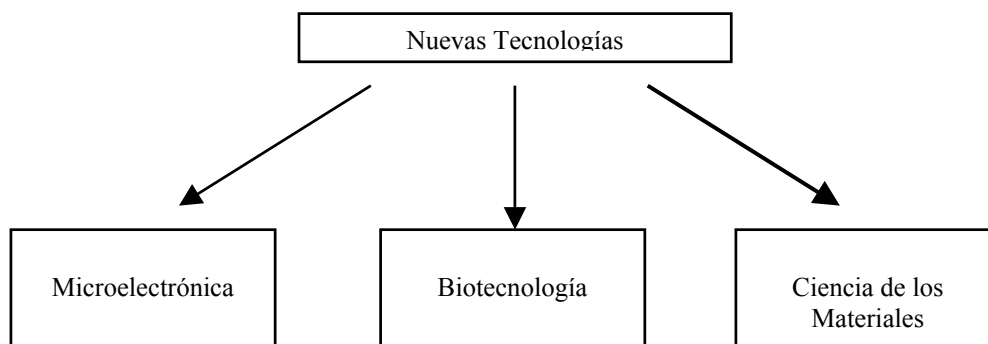 Nuevas Tecnologías
Microelectrónica
Biotecnología
Ciencia de los
Materiales